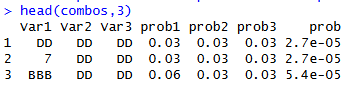 > head(combos,3)
var1 var2 var3 prob1 prob2 prob3 prob
1 DD DD DD 0.03 0.03 0.03 2.7e-05
2 7 DD DD 0.03 0.03 0.03 2.7e-05
3 BBB DD DD 0.06 0.03 0.03 5.4e-05